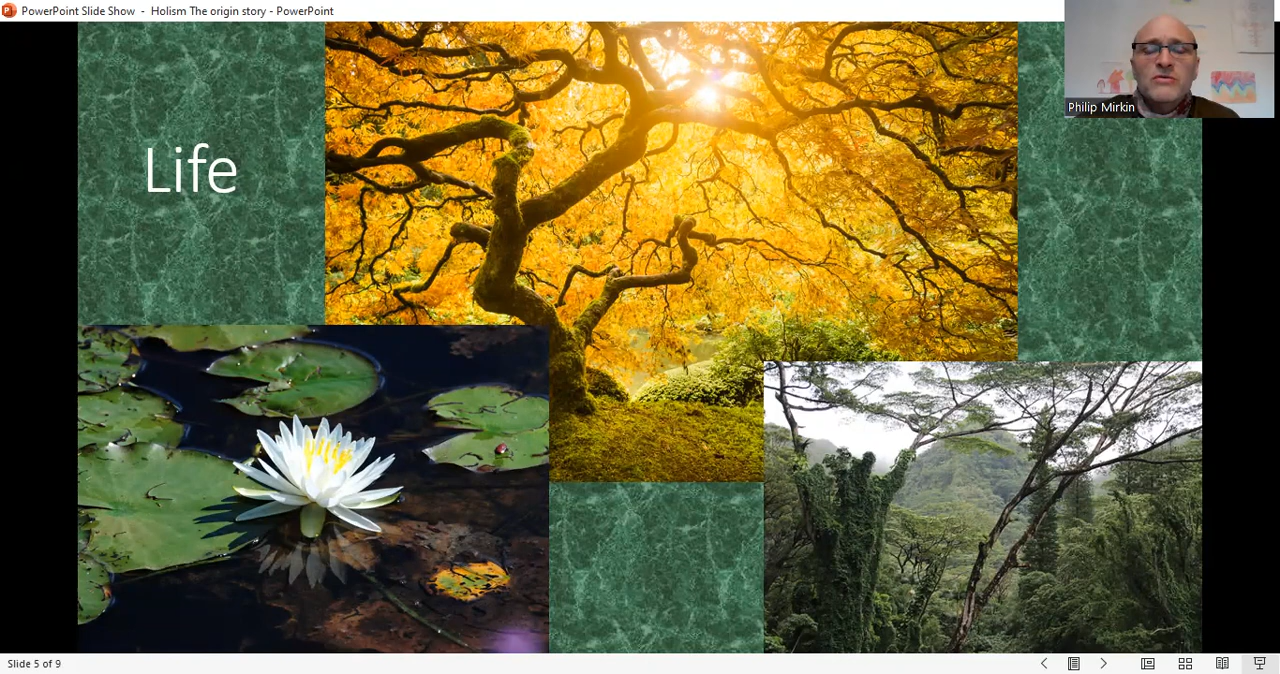 PowerPoint Slide Show - Holism The origin story - PowerPoint
Philip Mirkin
Life
Slide 5 of 9